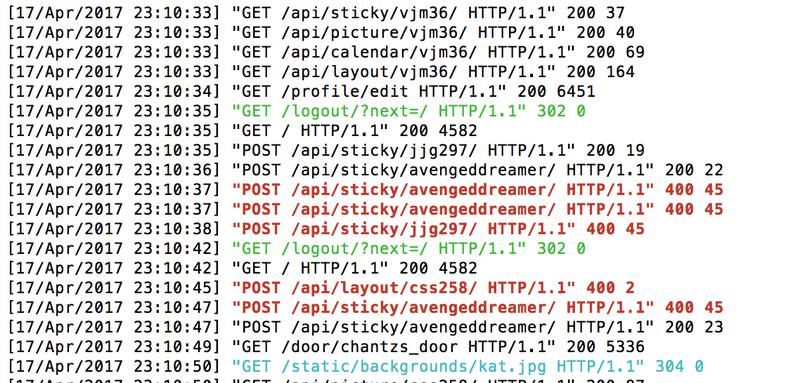 [17/Apr/2017 23:10:33] "GET /api/sticky/vjm36/ HTTP/1.1" 200 37
[17/Apr/2017 23:10:33] "GET /api/picture/vjm36/ HTTP/1.1" 200 40
[17/Apr/2017 23:10:33] "GET /api/calendar/vjm36/ HTTP/1.1" 200 69
[17/Apr/2017 23:10:33] "GET /api/layout/vjm36/ HTTP/1.1" 200 164
[17/Apr/2017 23:10:34] "GET /profile/edit HTTP/1.1" 200 6451
[17/Apr/2017 23:10:35] "GET /logout/?next=/ HTTP/1.1" 302 0
[17/Apr/2017 23:10:35] "GET / HTTP/1.1" 200 4582
[17/Apr/2017 23:10:35] "POST /api/sticky/jjg297/ HTTP/1.1" 200 19
[17/Apr/2017 23:10:36] "POST /api/sticky/avengeddreamer/ HTTP/1.1" 200 22
[17/Apr/2017 23:10:37] "POST /api/sticky/avengeddreamer/ HTTP/1.1" 400 45
[17/Apr/2017 23:10:37] "POST /api/sticky/avengeddreamer/ HTTP/1.1" 400 45
[17/Apr/2017 23:10:38] "POST /api/sticky/jjg297/ HTTP/1.1" 400 45
[17/Apr/2017 23:10:42] "GET /logout/?next=/ HTTP/1.1" 302 0
[17/Apr/2017 23:10:42] "GET / HTTP/1.1" 200 4582
[17/Apr/2017 23:10:45] "POST /api/layout/css258/ HTTP/1.1" 400 2
[17/Apr/2017 23:10:47] "POST /api/sticky/avengeddreamer/ HTTP/1.1" 400 45
[17/Apr/2017 23:10:47] "POST /api/sticky/avengeddreamer/ HTTP/1.1" 200 23
[17/Apr/2017 23:10:49] "GET /door/chantzs_door HTTP/1.1" 200 5336
[17/Apr/2017 23:10:50] "GET /static/backgrounds/kat.jpg HTTP/1.1" 304 0